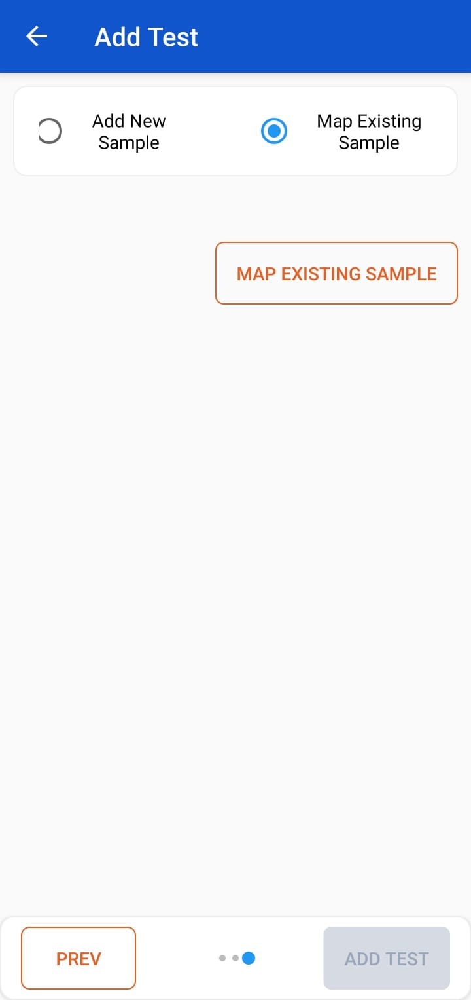 Add Test
Add New
Sample
Map Existing
Sample
MAP EXISTING SAMPLE
PREV
ADD TEST